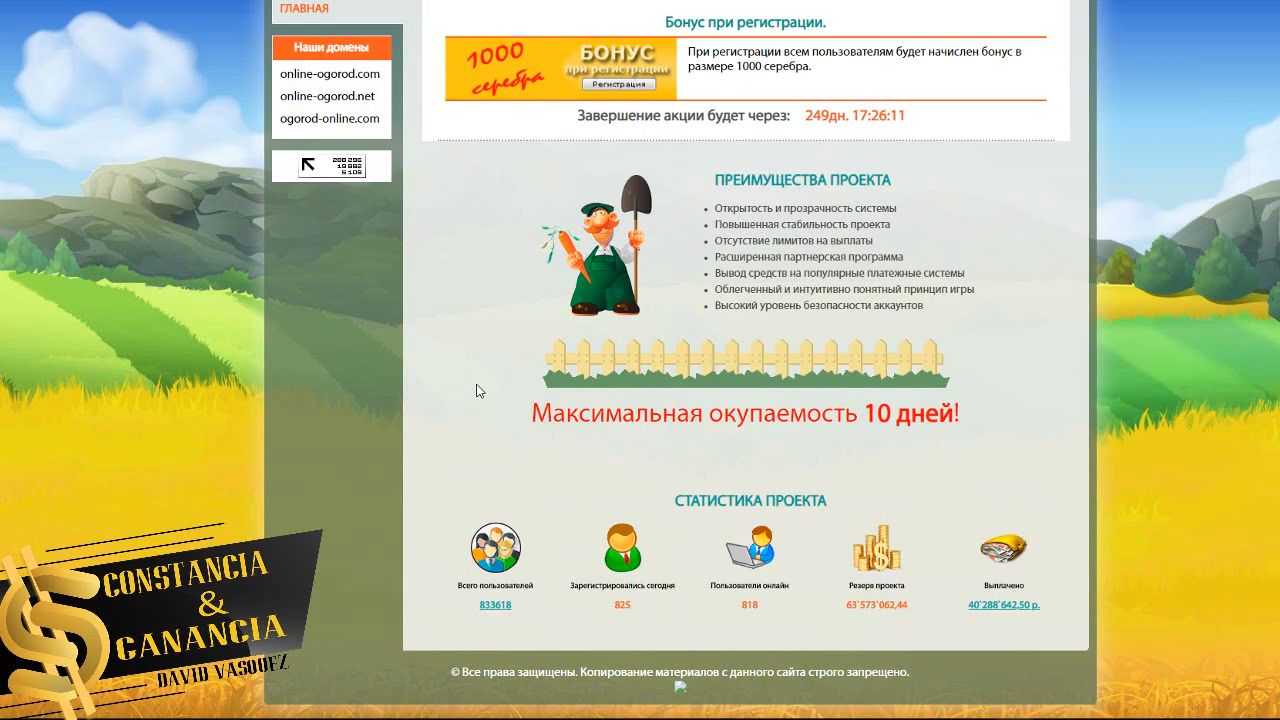 ГЛАВНАЯ
Наши домены
online-ogorod.com
online-ogorod.net
ogorod-online.com
Бонус при регистрации.
1000
серебра
БОНУС
при регистрации
Регистрация
При регистрации всем пользователям будет начислен бонус в
размере 1000 серебра.
Завершение акции будет через: 249дн. 17:26:11
ПРЕИМУЩЕСТВА ПРОЕКТА
Открытость и прозрачность системы
Повышенная стабильность проекта
Отсутствие лимитов на выплаты
Расширенная партнерская программа
Вывод средств на популярные платежные системы
Облегченный и интуитивно понятный принцип игры
Высокий уровень безопасности аккаунтов
Максимальная окупаемость 10 дней!
СТАТИСТИКА ПРОЕКТА
Всего пользователей
833618
Зарегистрировались сегодня
825
Пользователи онлайн
818
Резерв проекта
63`573`062,44
Выплачено
40`288`642,50 р.
CONSTANCIA
&
GANANCIA
DAVID VASQUEZ
© Все права защищены. Копирование материалов с данного сайта строго запрещено.